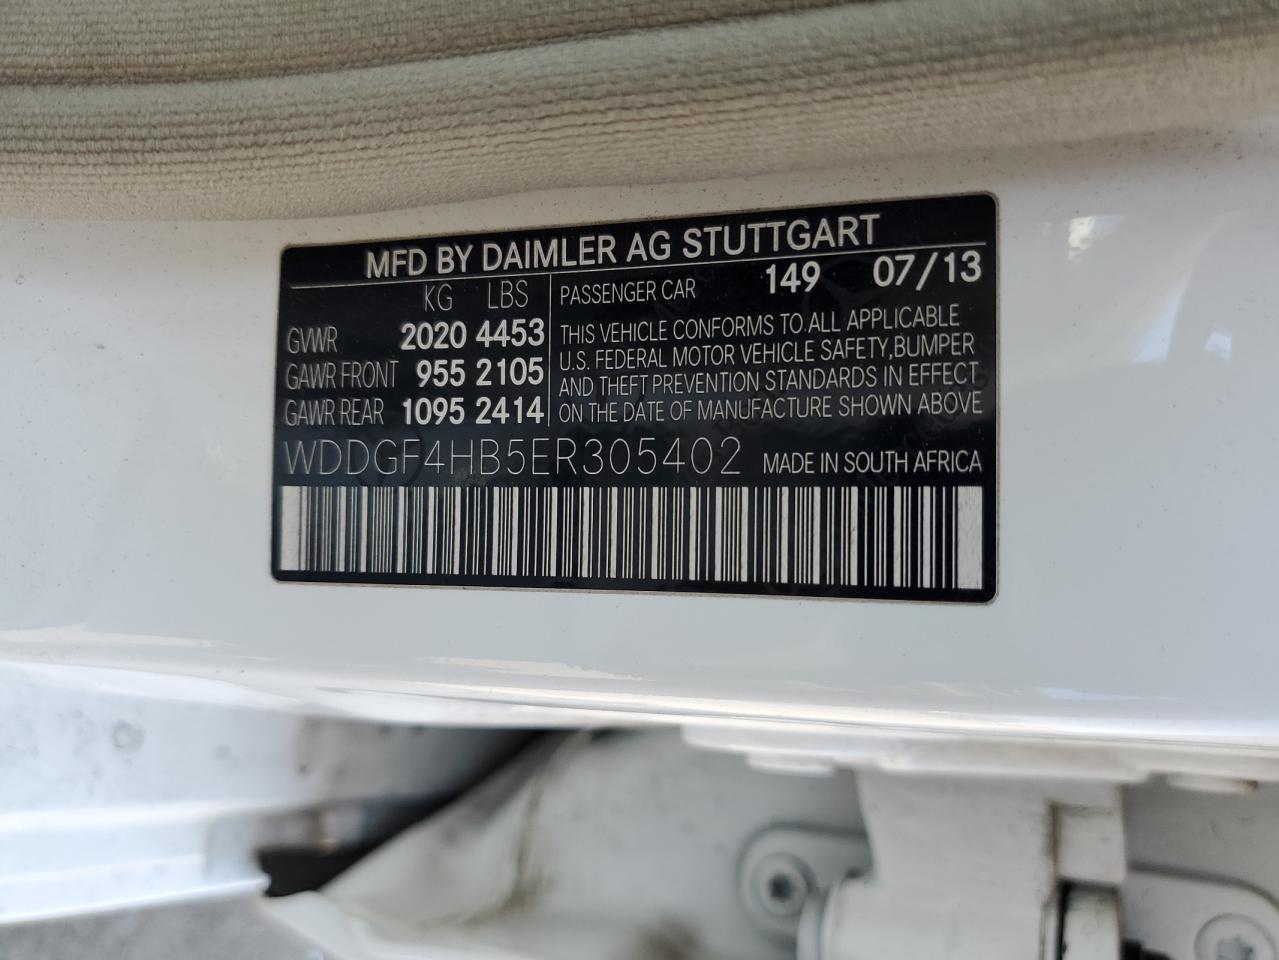 MFD BY DAIMLER AG STUTTGART
KG LBS
GVWR 2020 4453
GAWR FRONT 955 2105
GAWR REAR 1095 2414
PASSENGER CAR 149 07/13
THIS VEHICLE CONFORMS TO ALL APPLICABLE
U.S. FEDERAL MOTOR VEHICLE SAFETY,BUMPER
AND THEFT PREVENTION STANDARDS IN EFFECT
ON THE DATE OF MANUFACTURE SHOWN ABOVE
WDDGF4HB5ER305402 MADE IN SOUTH AFRICA